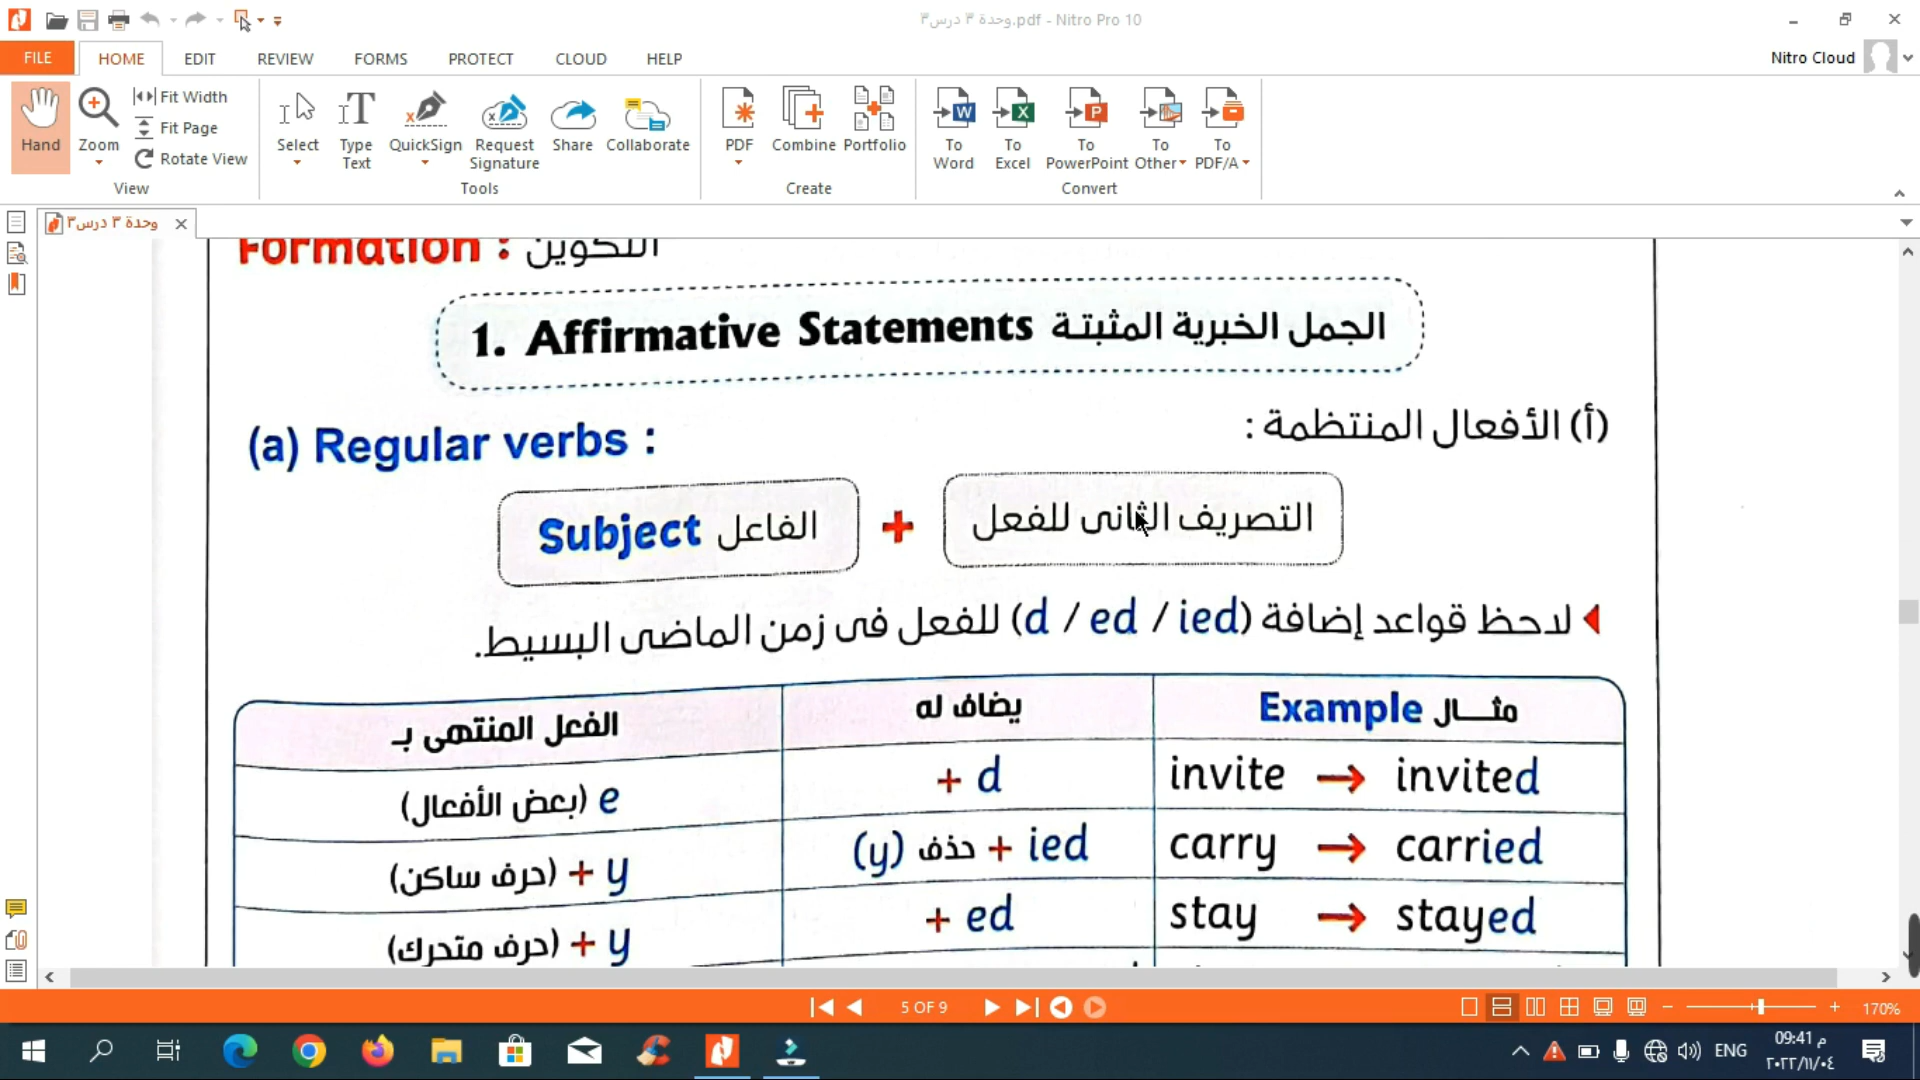 وحدة ٣ درس٣.pdf - Nitro Pro 10
FILE HOME EDIT REVIEW FORMS PROTECT CLOUD HELP
Nitro Cloud
Hand
Zoom
Fit Width
Fit Page
Rotate View
View
Select
Type Text
QuickSign
Request Signature
Share
Collaborate
Tools
PDF
Combine
Portfolio
Create
To Word
To Excel
To PowerPoint
To Other
To PDF/A
Convert
وحدة ٣ درس٣
Formation : التكوين
1. Affirmative Statements الجمل الخبرية المثبتة
(a) Regular verbs : (أ) الأفعال المنتظمة :
Subject الفاعل + التصريف الثانى للفعل
لاحظ قواعد إضافة (d / ed / ied) للفعل فى زمن الماضى البسيط.
الفعل المنتهى بـ يضاف له مثـــال Example
e (بعض الأفعال) + d invite → invited
y + (حرف ساكن) حذف (y) + ied carry → carried
y + (حرف متحرك) + ed stay → stayed
5 OF 9
170%
ENG
09:41 م
٢٠٢٢/١١/٠٤